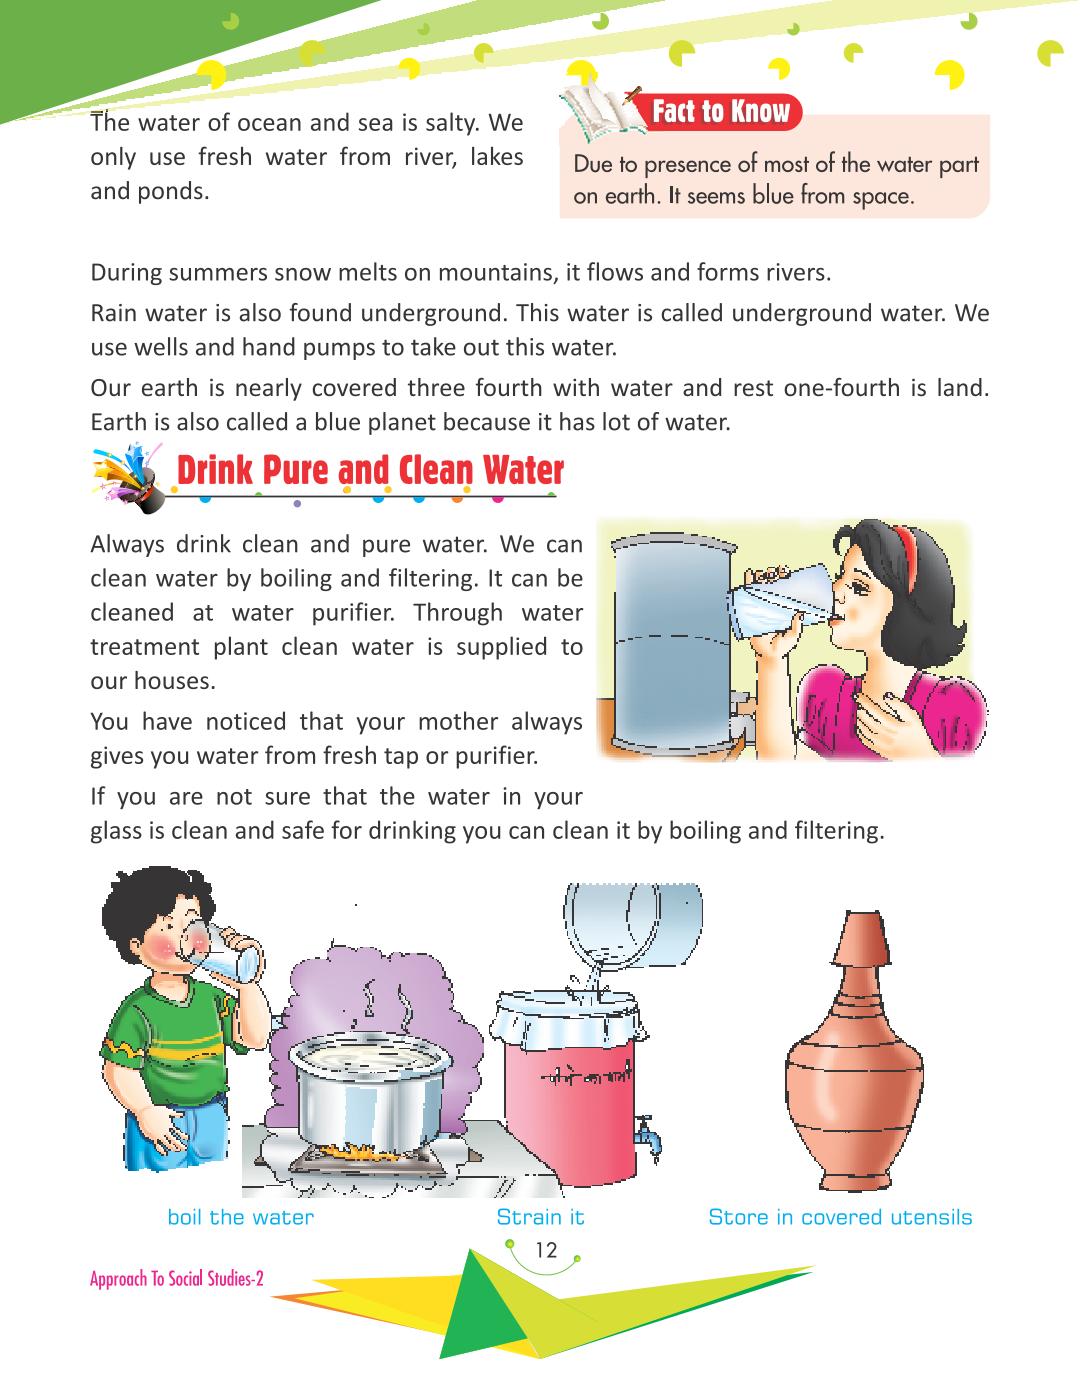 The water of ocean and sea is salty. We
only use fresh water from river, lakes
and ponds.
Fact to Know
Due to presence of most of the water part
on earth. It seems blue from space.
During summers snow melts on mountains, it flows and forms rivers.
Rain water is also found underground. This water is called underground water. We
use wells and hand pumps to take out this water.
Our earth is nearly covered three fourth with water and rest one-fourth is land.
Earth is also called a blue planet because it has lot of water.
Drink Pure and Clean Water
Always drink clean and pure water. We can
clean water by boiling and filtering. It can be
cleaned at water purifier. Through water
treatment plant clean water is supplied to
our houses.
You have noticed that your mother always
gives you water from fresh tap or purifier.
If you are not sure that the water in your
glass is clean and safe for drinking you can clean it by boiling and filtering.
boil the water
Strain it
Store in covered utensils
12
Approach To Social Studies-2